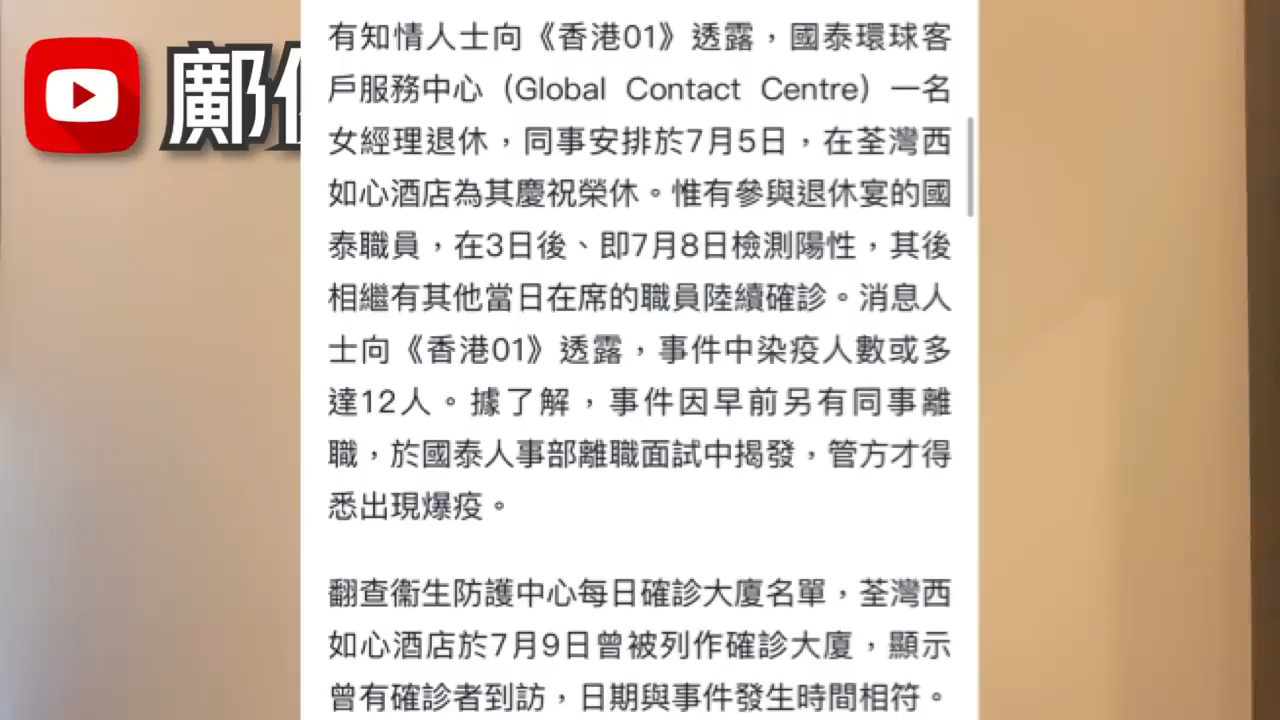 鄺
有知情人士向《香港01》透露，國泰環球客
戶服務中心（Global Contact Centre）一名
女經理退休，同事安排於7月5日，在荃灣西
如心酒店為其慶祝榮休。惟有參與退休宴的國
泰職員，在3日後、即7月8日檢測陽性，其後
相繼有其他當日在席的職員陸續確診。消息人
士向《香港01》透露，事件中染疫人數或多
達12人。據了解，事件因早前另有同事離
職，於國泰人事部離職面試中揭發，管方才得
悉出現爆疫。
翻查衞生防護中心每日確診大廈名單，荃灣西
如心酒店於7月9日曾被列作確診大廈，顯示
曾有確診者到訪，日期與事件發生時間相符。